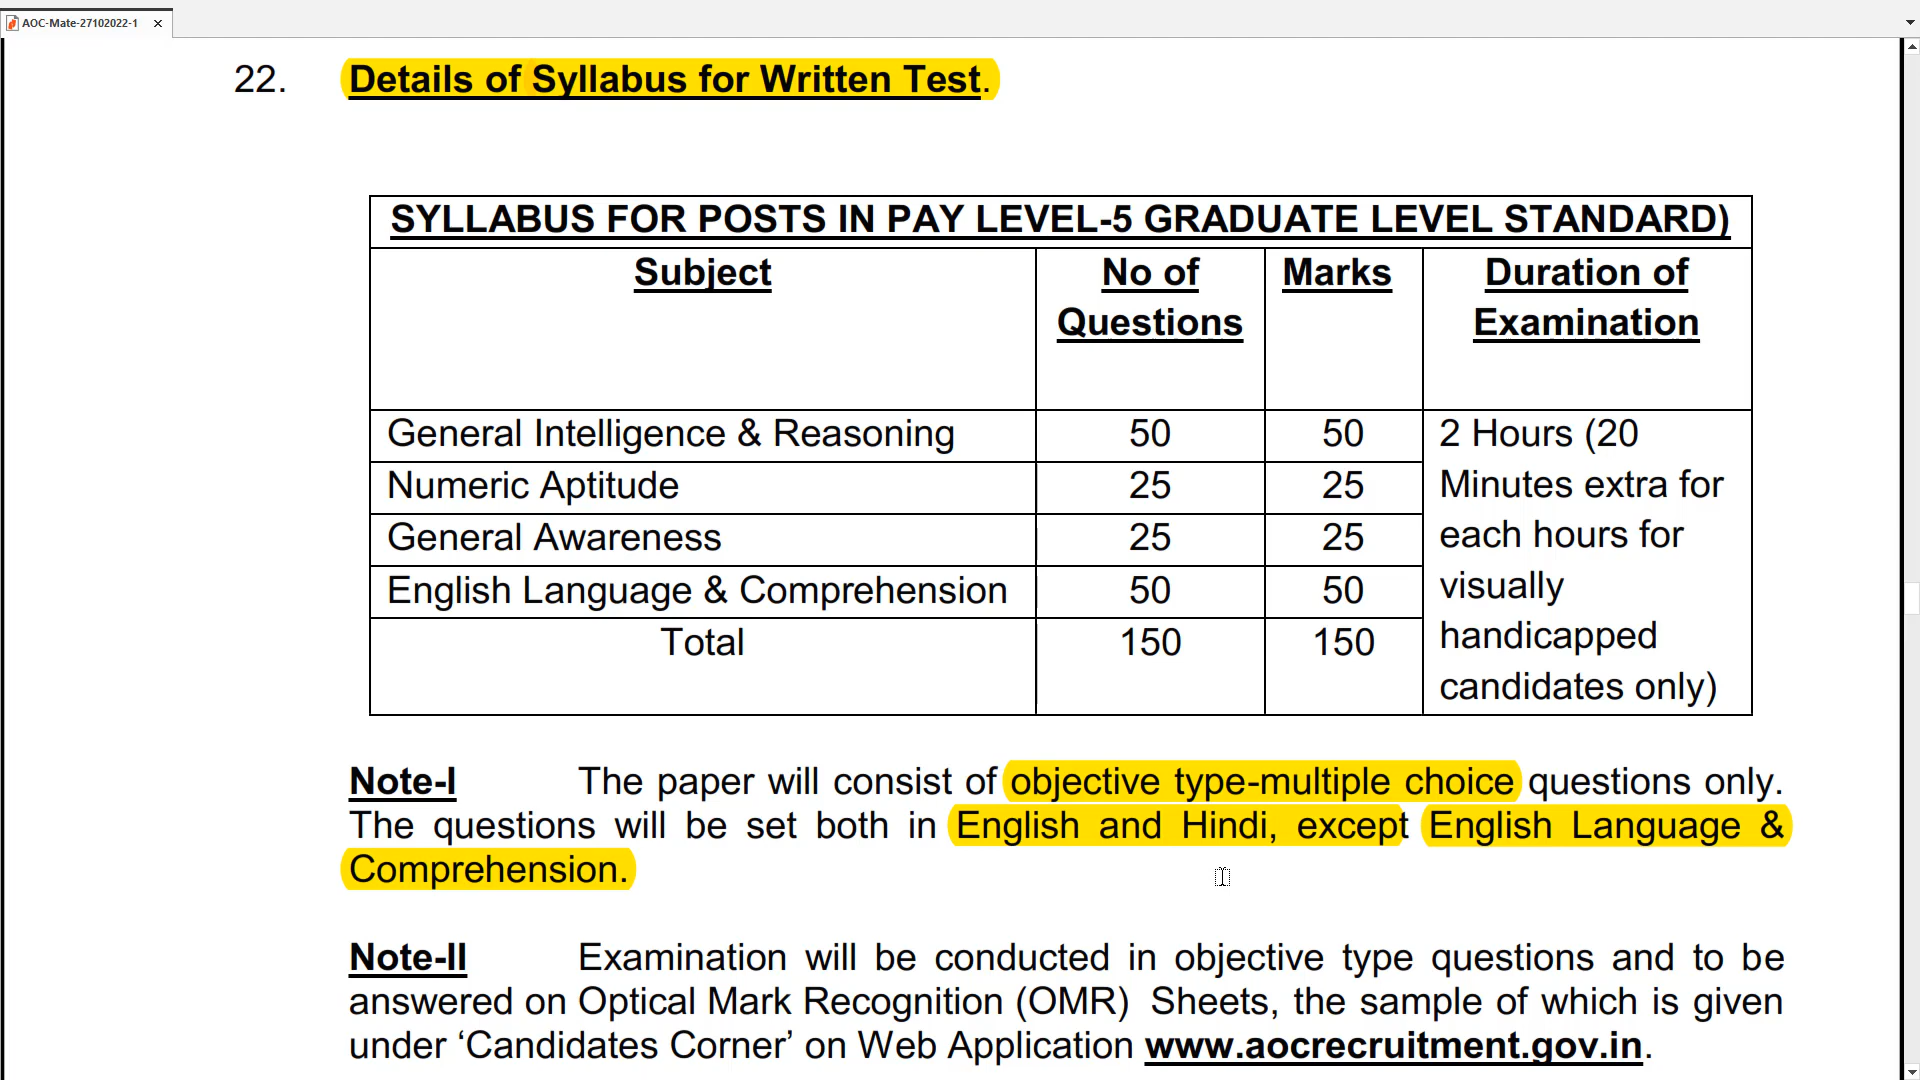 AOC-Mate-27102022-1
22. Details of Syllabus for Written Test.
SYLLABUS FOR POSTS IN PAY LEVEL-5 GRADUATE LEVEL STANDARD)
Subject No of Questions Marks Duration of Examination
General Intelligence & Reasoning 50 50 2 Hours (20
Numeric Aptitude 25 25 Minutes extra for
General Awareness 25 25 each hours for
English Language & Comprehension 50 50 visually
Total 150 150 handicapped
candidates only)
Note-I The paper will consist of objective type-multiple choice questions only.
The questions will be set both in English and Hindi, except English Language &
Comprehension.
Note-II Examination will be conducted in objective type questions and to be
answered on Optical Mark Recognition (OMR) Sheets, the sample of which is given
under ‘Candidates Corner’ on Web Application www.aocrecruitment.gov.in.